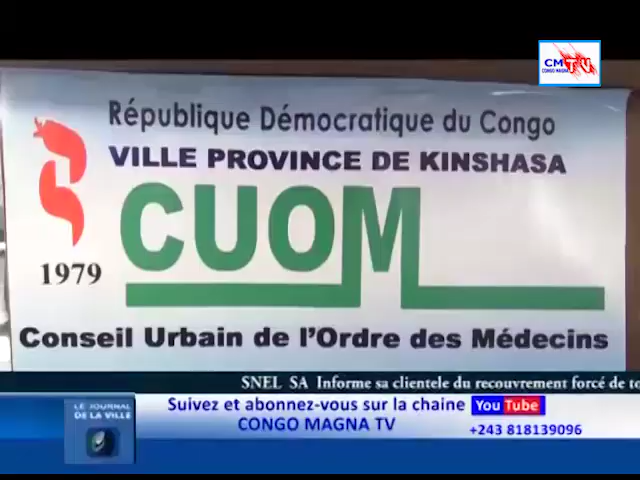 CM TV
CONGO MAGNA
République Démocratique du Congo
VILLE PROVINCE DE KINSHASA
CUOM
1979
Conseil Urbain de l'Ordre des Médecins
SNEL SA Informe sa clientele du recouvrement forcé de to
LE JOURNAL
DE LA VILLE
Suivez et abonnez-vous sur la chaine YouTube
CONGO MAGNA TV
+243 818139096